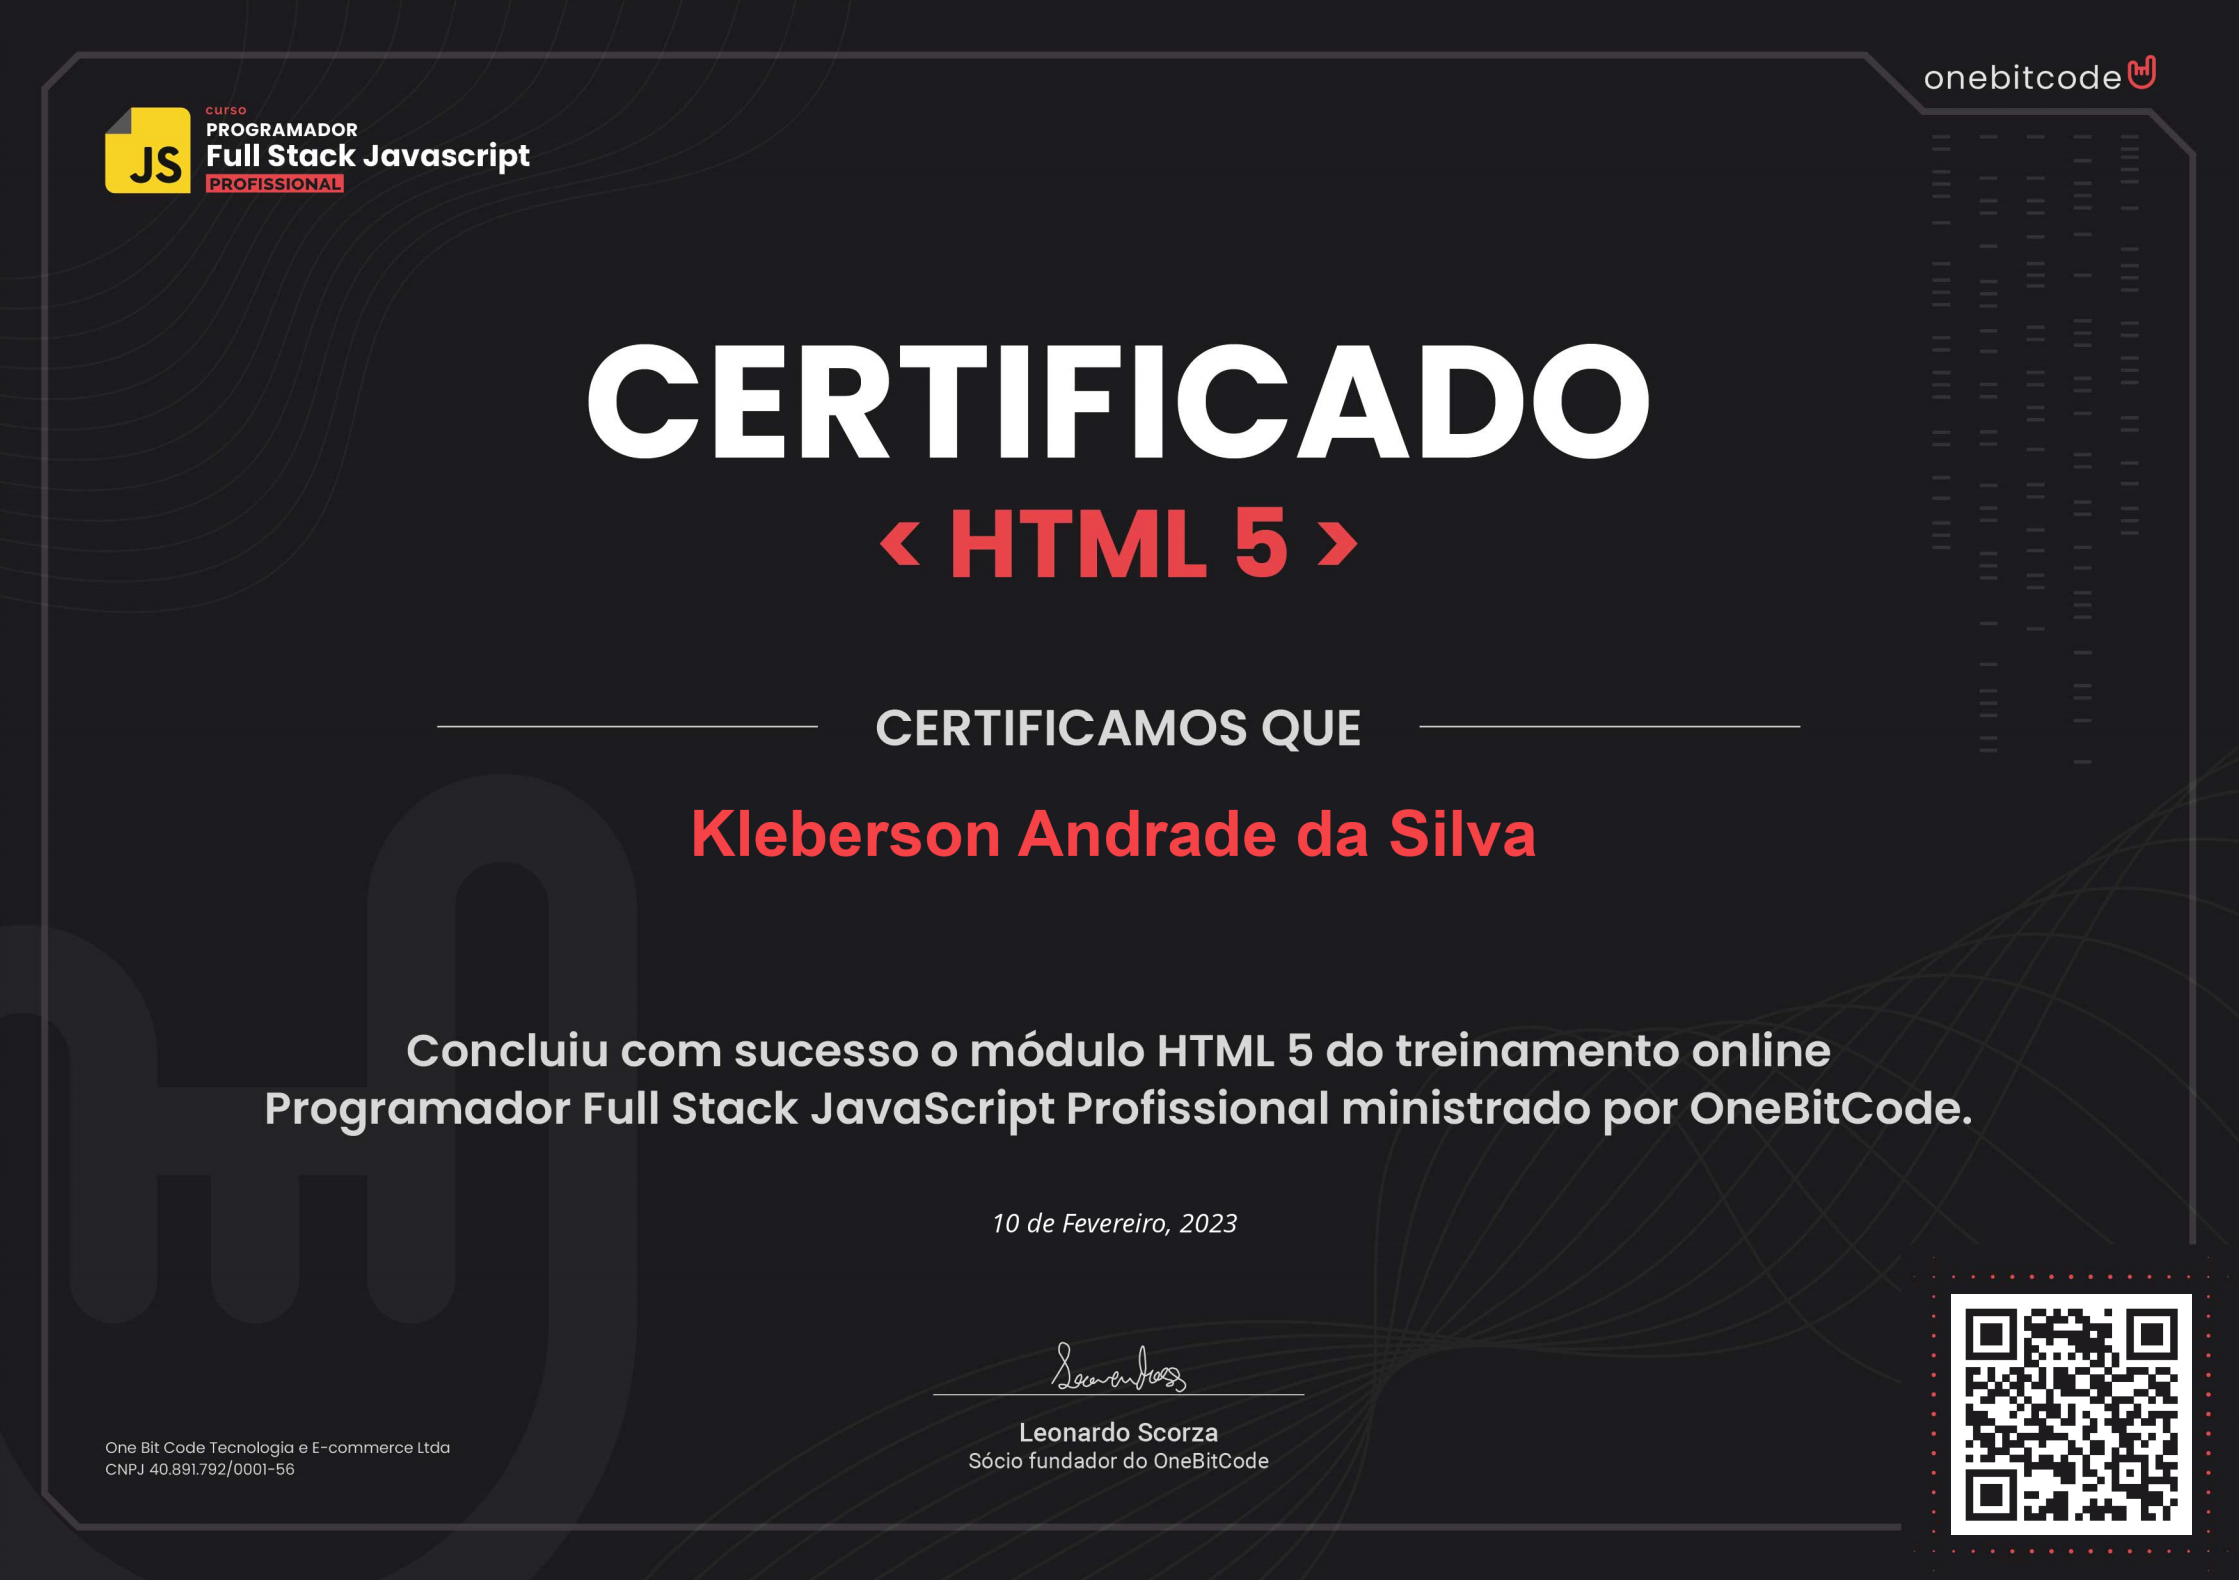 onebitcode
curso
PROGRAMADOR
Full Stack Javascript
PROFISSIONAL
JS
CERTIFICADO
< HTML 5 >
CERTIFICAMOS QUE
Kleberson Andrade da Silva
Concluiu com sucesso o módulo HTML 5 do treinamento online
Programador Full Stack JavaScript Profissional ministrado por OneBitCode.
10 de Fevereiro, 2023
Leonardo Scorza
Sócio fundador do OneBitCode
One Bit Code Tecnologia e E-commerce Ltda
CNPJ 40.891.792/0001-56